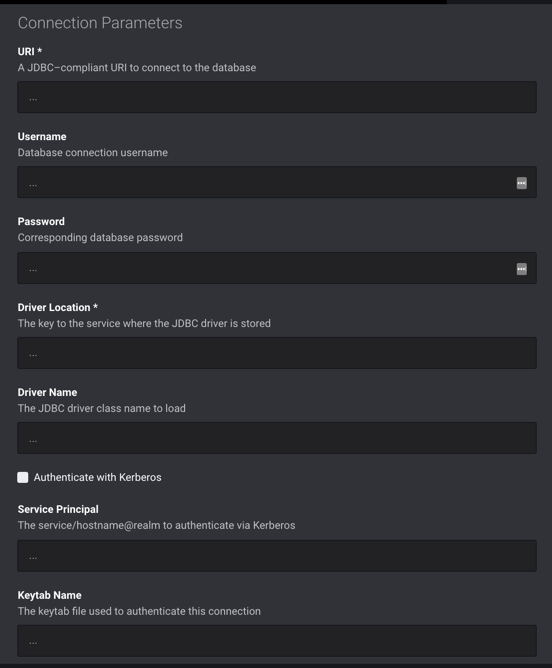 Connection Parameters
URI *
A JDBC–compliant URI to connect to the database
...
Username
Database connection username
...
Password
Corresponding database password
...
Driver Location *
The key to the service where the JDBC driver is stored
...
Driver Name
The JDBC driver class name to load
...
Authenticate with Kerberos
Service Principal
The service/hostname@realm to authenticate via Kerberos
...
Keytab Name
The keytab file used to authenticate this connection
...